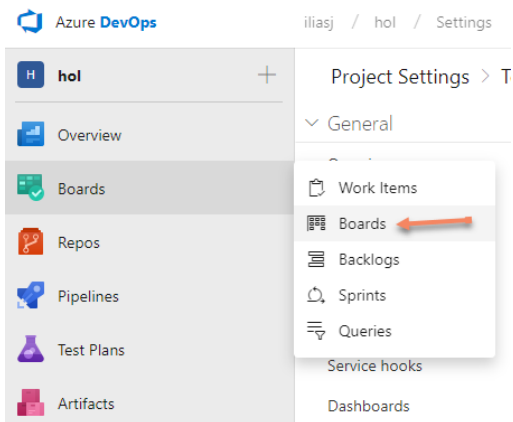 Azure DevOps
iliasj / hol / Settings
H hol +
Project Settings >
General
Overview
Boards
Work Items
Boards
Repos
Backlogs
Pipelines
Sprints
Queries
Test Plans
Service hooks
Artifacts
Dashboards